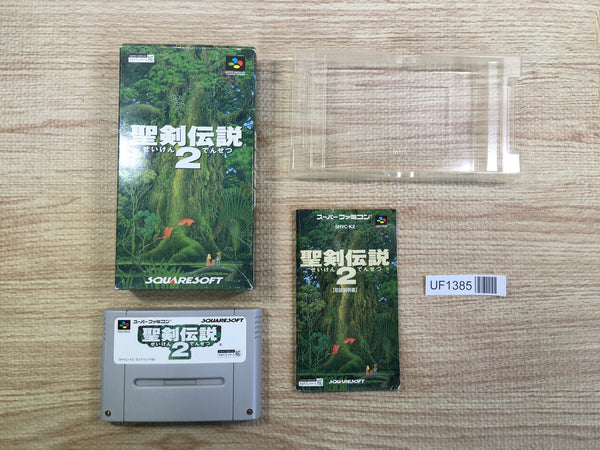 聖剣伝説
せいけん でんせつ
2
SQUARESOFT
スーパーファミコン
SHVC-K2
聖剣伝説
せいけん でんせつ
2
[取扱説明書]
SQUARESOFT
UF1385
スーパーファミコン
SQUARESOFT
聖剣伝説
せいけん でんせつ
2